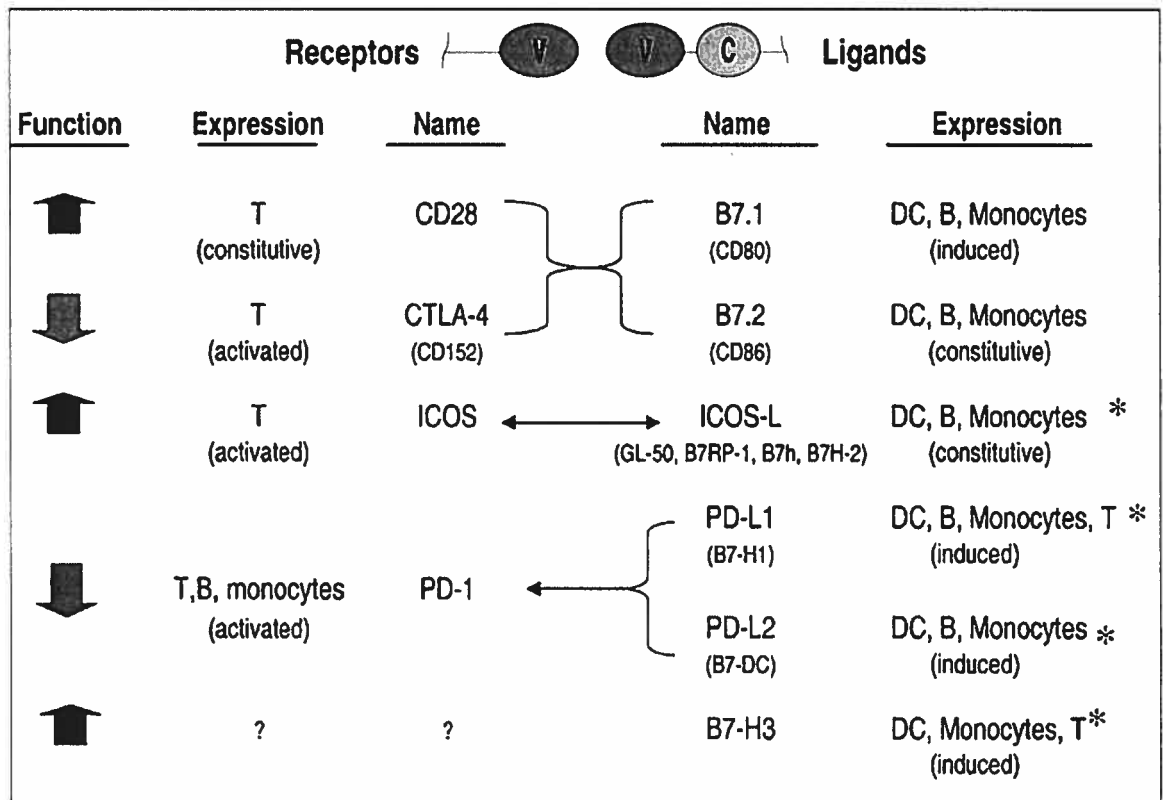 Receptors V V C Ligands
Function Expression Name Name Expression
T CD28 B7.1 DC, B, Monocytes
(constitutive) (CD80) (induced)
T CTLA-4 B7.2 DC, B, Monocytes
(activated) (CD152) (CD86) (constitutive)
T ICOS ICOS-L DC, B, Monocytes *
(activated) (GL-50, B7RP-1, B7h, B7H-2) (constitutive)
PD-L1 DC, B, Monocytes, T *
(B7-H1) (induced)
T,B, monocytes PD-1
(activated)
PD-L2 DC, B, Monocytes *
(B7-DC) (induced)
? ? B7-H3 DC, Monocytes, T*
(induced)